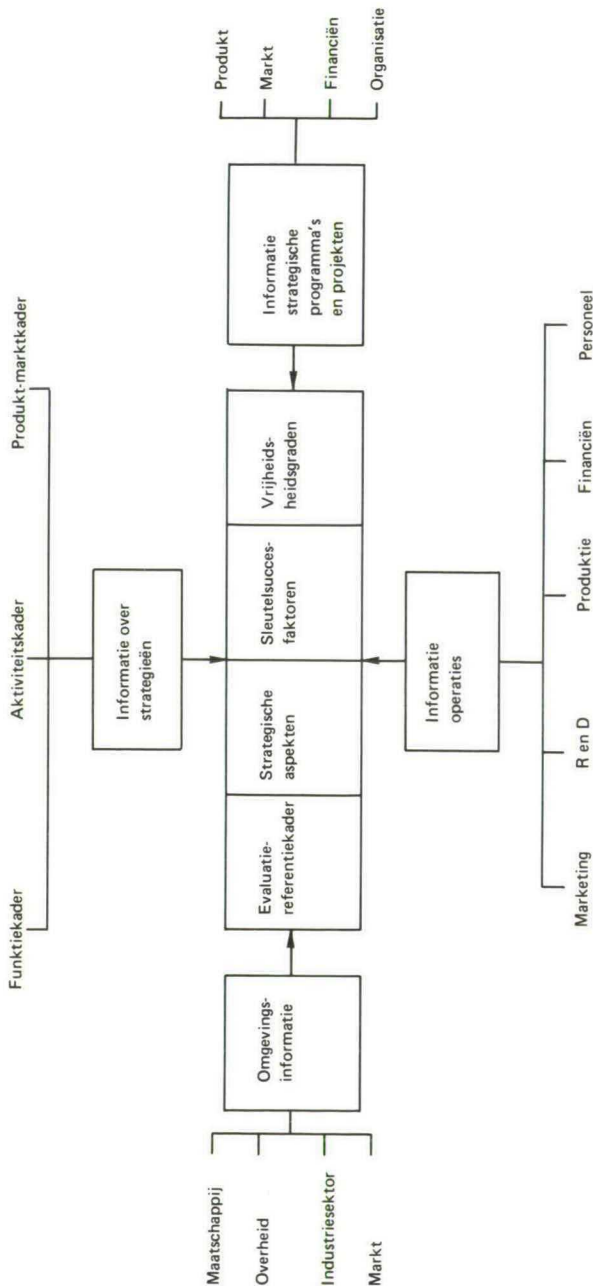 Funktiekader
Aktiviteitskader
Produkt-marktkader
Informatie over
strategieën
Maatschappij
Overheid
Industriesektor
Markt
Omgevings-
informatie
Evaluatie-
referentiekader
Strategische
aspekten
Sleutelsucces-
faktoren
Vrijheids-
heidsgraden
Informatie
strategische
programma's
en projekten
Produkt
Markt
Financiën
Organisatie
Informatie
operaties
Marketing
R en D
Produktie
Financiën
Personeel